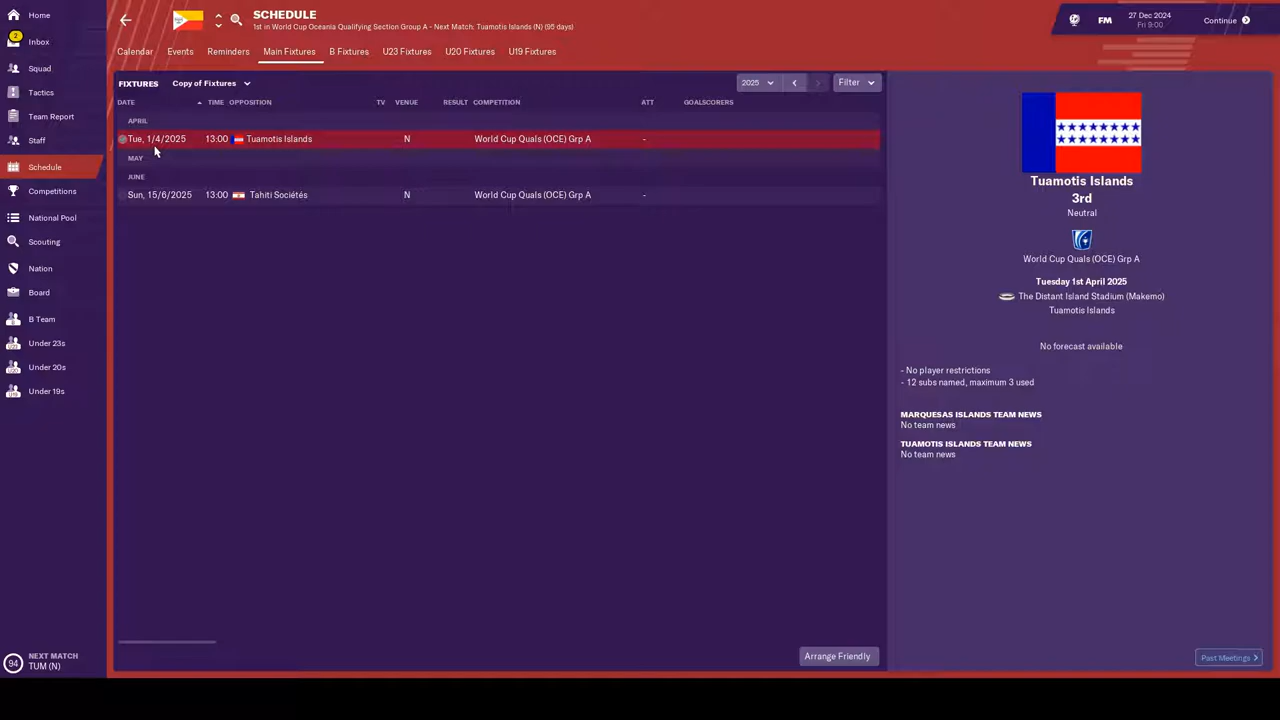 Home
2
Inbox
Squad
Tactics
Team Report
Staff
Schedule
Competitions
National Pool
Scouting
Nation
Board
B Team
Under 23s
Under 20s
Under 19s
94
NEXT MATCH
TUM (N)
SCHEDULE
1st in World Cup Oceania Qualifying Section Group A - Next Match: Tuamotis Islands (N) (95 days)
FM
27 Dec 2024
Fri 9:00
Continue
Calendar Events Reminders Main Fixtures B Fixtures U23 Fixtures U20 Fixtures U19 Fixtures
FIXTURES Copy of Fixtures 2025 Filter
DATE TIME OPPOSITION TV VENUE RESULT COMPETITION ATT GOALSCORERS
APRIL
Tue, 1/4/2025 13:00 Tuamotis Islands N World Cup Quals (OCE) Grp A -
MAY
JUNE
Sun, 15/6/2025 13:00 Tahiti Sociétés N World Cup Quals (OCE) Grp A -
Arrange Friendly
Tuamotis Islands
3rd
Neutral
World Cup Quals (OCE) Grp A
Tuesday 1st April 2025
The Distant Island Stadium (Makemo)
Tuamotis Islands
No forecast available
- No player restrictions
- 12 subs named, maximum 3 used
MARQUESAS ISLANDS TEAM NEWS
No team news
TUAMOTIS ISLANDS TEAM NEWS
No team news
Past Meetings